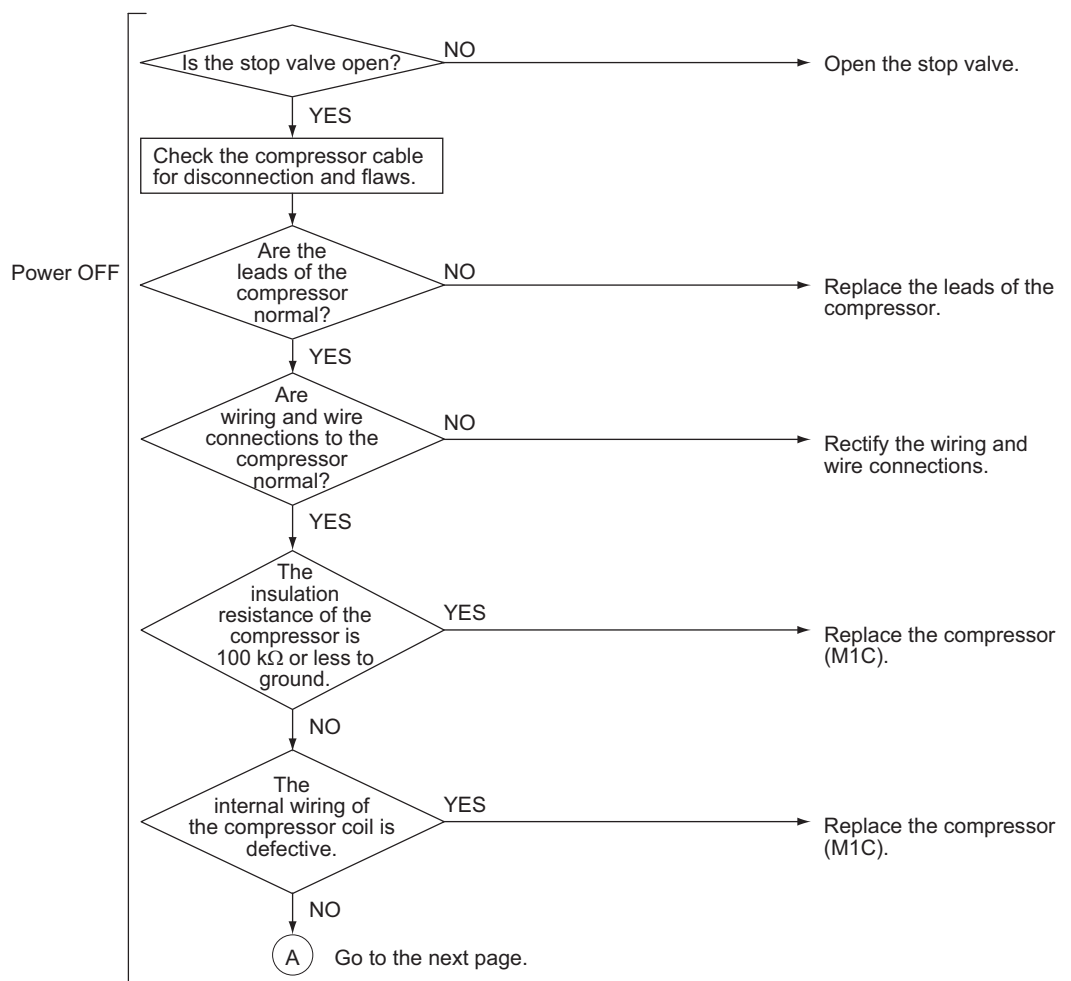 Is the stop valve open?
NO
Open the stop valve.
YES
Check the compressor cable
for disconnection and flaws.
Power OFF
Are the
leads of the
compressor
normal?
NO
Replace the leads of the
compressor.
YES
Are
wiring and wire
connections to the
compressor
normal?
NO
Rectify the wiring and
wire connections.
YES
The
insulation
resistance of the
compressor is
100 kΩ or less to
ground.
YES
Replace the compressor
(M1C).
NO
The
internal wiring of
the compressor coil is
defective.
YES
Replace the compressor
(M1C).
NO
A
Go to the next page.